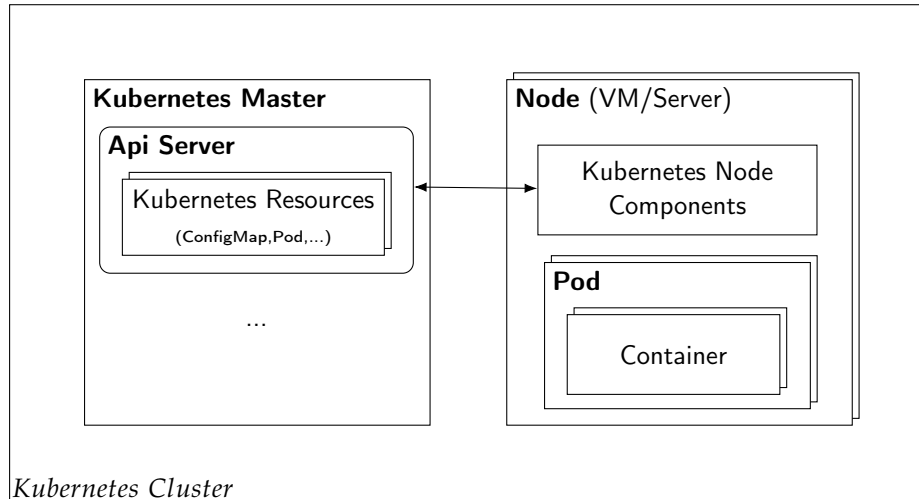 Kubernetes Master
Api Server
Kubernetes Resources
(ConfigMap,Pod,...)
...
Node (VM/Server)
Kubernetes Node
Components
Pod
Container
Kubernetes Cluster